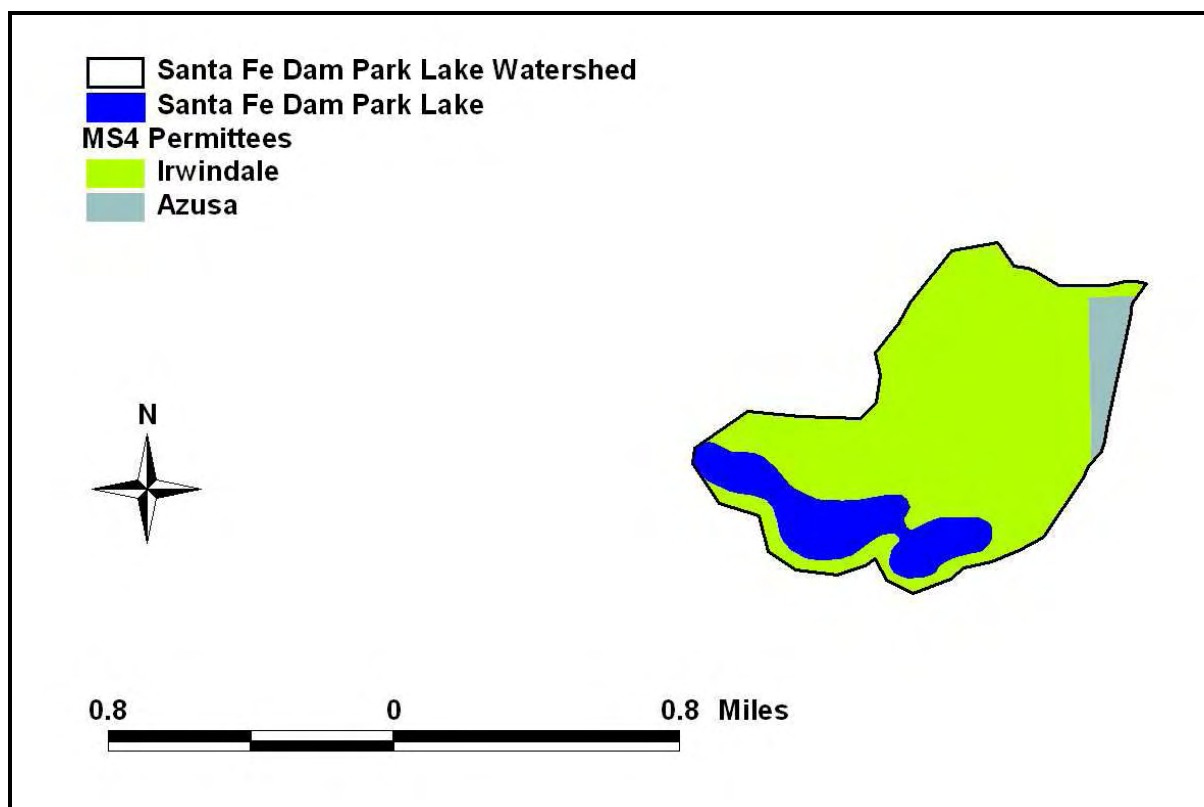 Santa Fe Dam Park Lake Watershed
Santa Fe Dam Park Lake
MS4 Permittees
Irwindale
Azusa
N
0.8 0 0.8 Miles